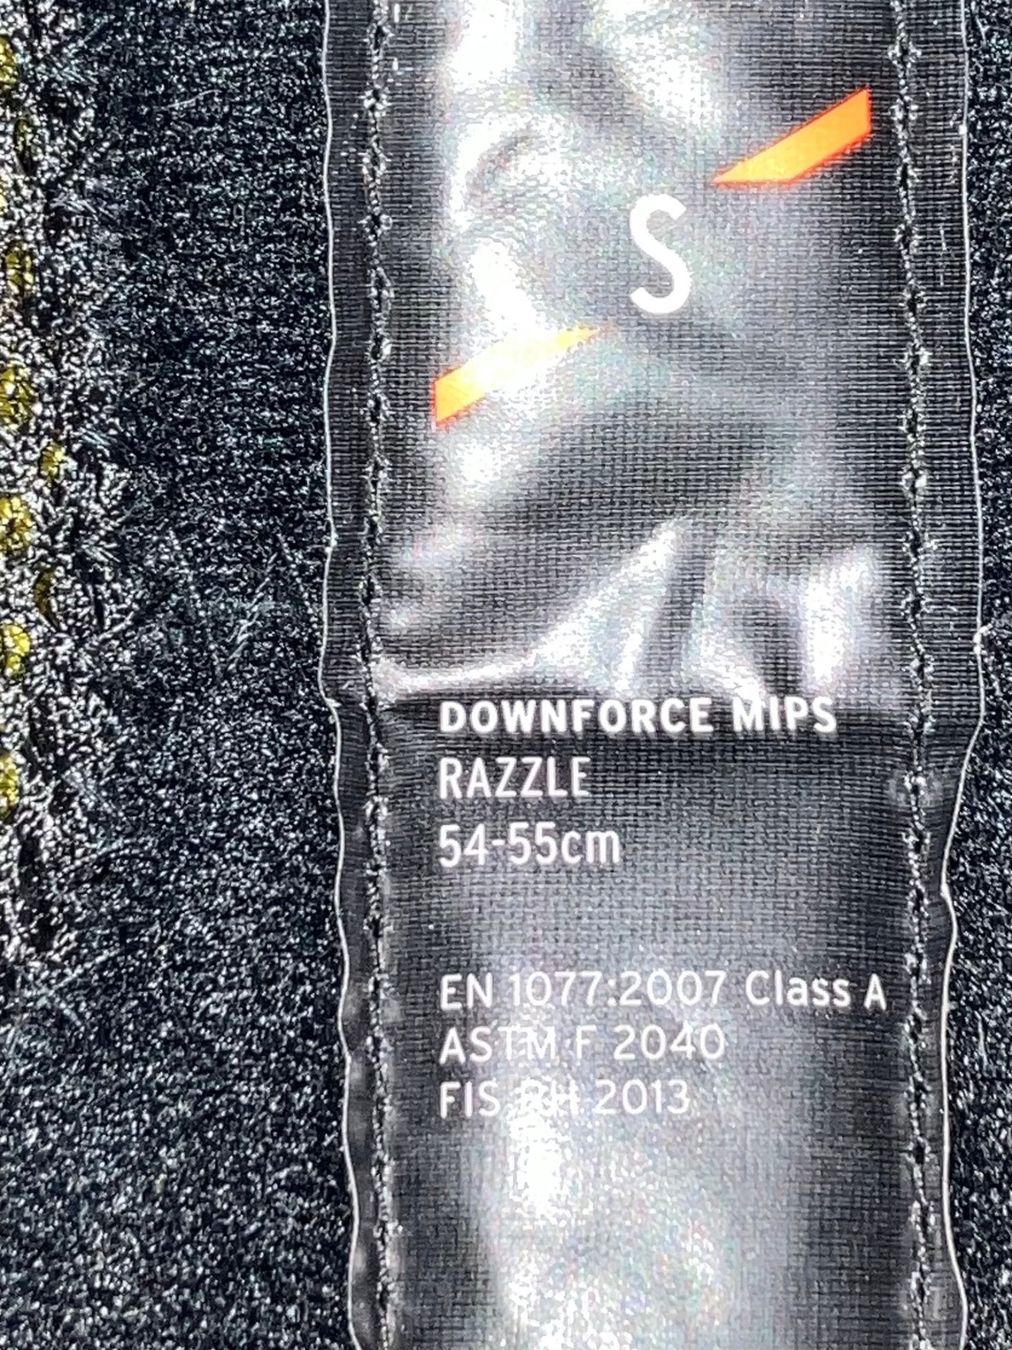 S
DOWNFORCE MIPS
RAZZLE
54-55cm
EN 1077:2007 Class A
ASTM F 2040
FIS RH 2013